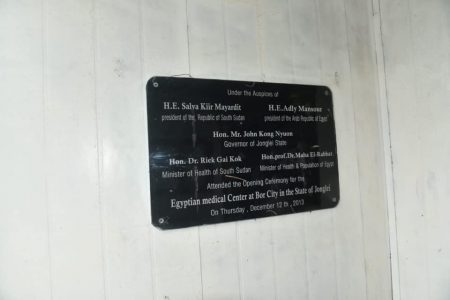 Under the Auspices of
H.E. Salva Kiir Mayardit H.E.Adly Mansour
president of the Republic of South Sudan president of the Arab Republic of Egypt
Hon. Mr. John Kong Nyuon
Governor of Jonglei State
Hon. Dr. Riek Gai Kok Hon.prof.Dr.Maha El-Rabbat
Minister of Health of South Sudan Minister of Health & Population of Egypt
Attended the Opening Ceremony for the
Egyptian medical Center at Bor City in the State of Jonglei
On Thursday , December 12 th , 2013